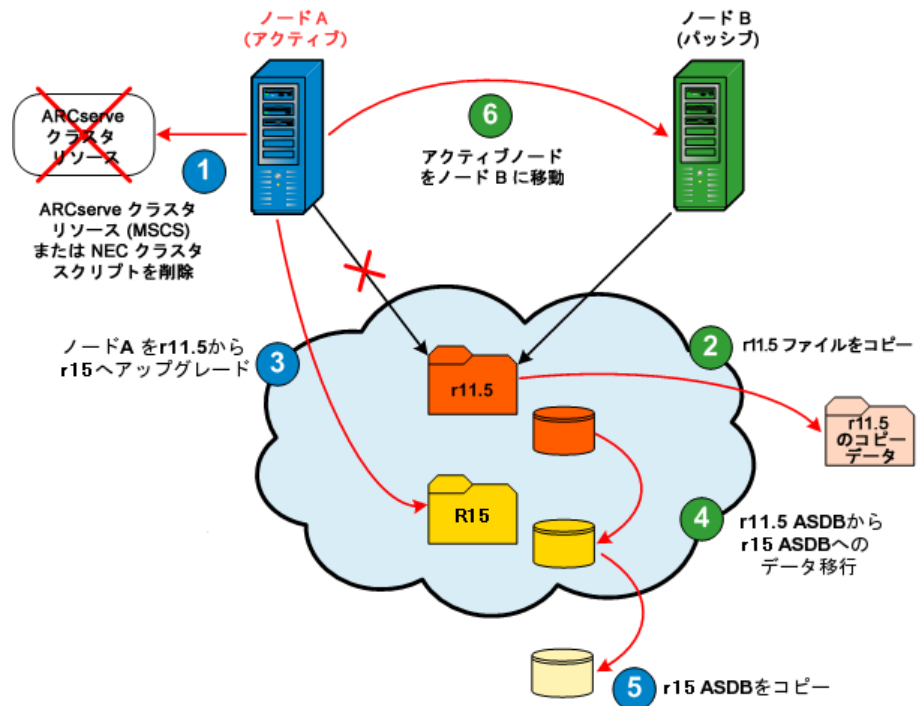 ノード A
(アクティブ)
ノード B
(パッシブ)
ARCserve
クラスタ
リソース
1
6
アクティブノード
をノード B に移動
ARCserve クラスタ
リソース (MSCS)
または NEC クラスタ
スクリプトを削除
ノードA をr11.5から
r15へアップグレード
3
2
r11.5 ファイルをコピー
r11.5
r11.5
のコピー
データ
R15
4
r11.5 ASDBから
r15 ASDBへの
データ移行
5
r15 ASDBをコピー